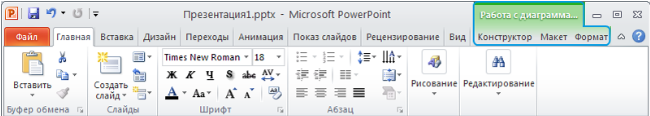 Презентация1.pptx - Microsoft PowerPoint Работа с диаграмма...
Файл Главная Вставка Дизайн Переходы Анимация Показ слайдов Рецензирование Вид Конструктор Макет Формат
Times New Roman 18
Ж К Ч S abc AV
A Aa A A
Вставить
Создать слайд
Рисование
Редактирование
Буфер обмена Слайды Шрифт Абзац